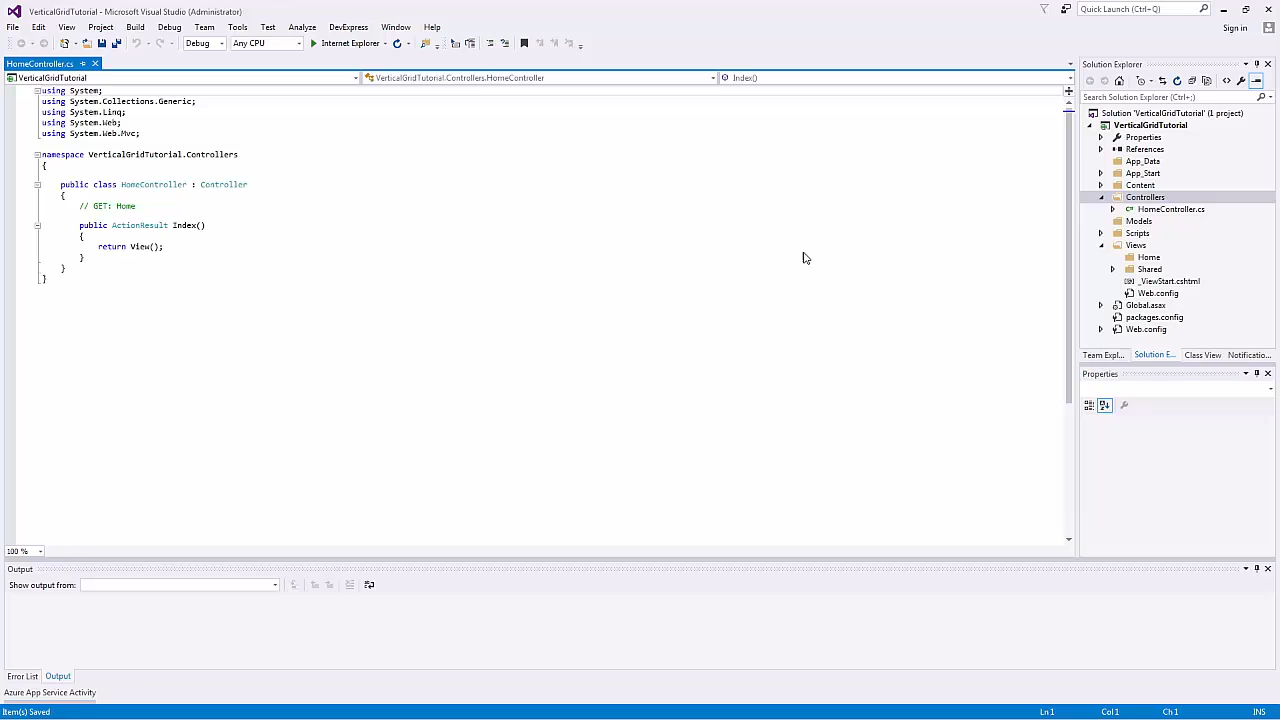 VerticalGridTutorial - Microsoft Visual Studio (Administrator)
Quick Launch (Ctrl+Q)
File Edit View Project Build Debug Team Tools Test Analyze DevExpress Window Help
Sign in
Debug Any CPU Internet Explorer
HomeController.cs
VerticalGridTutorial VerticalGridTutorial.Controllers.HomeController Index()
using System;
using System.Collections.Generic;
using System.Linq;
using System.Web;
using System.Web.Mvc;
namespace VerticalGridTutorial.Controllers
{
public class HomeController : Controller
{
// GET: Home
public ActionResult Index()
{
return View();
}
}
}
100 %
Solution Explorer
Search Solution Explorer (Ctrl+;)
Solution 'VerticalGridTutorial' (1 project)
VerticalGridTutorial
Properties
References
App_Data
App_Start
Content
Controllers
HomeController.cs
Models
Scripts
Views
Home
Shared
_ViewStart.cshtml
Web.config
Global.asax
packages.config
Web.config
Team Expl... Solution E... Class View Notificatio...
Properties
Output
Show output from:
Error List Output
Azure App Service Activity
Item(s) Saved Ln 1 Col 1 Ch 1 INS